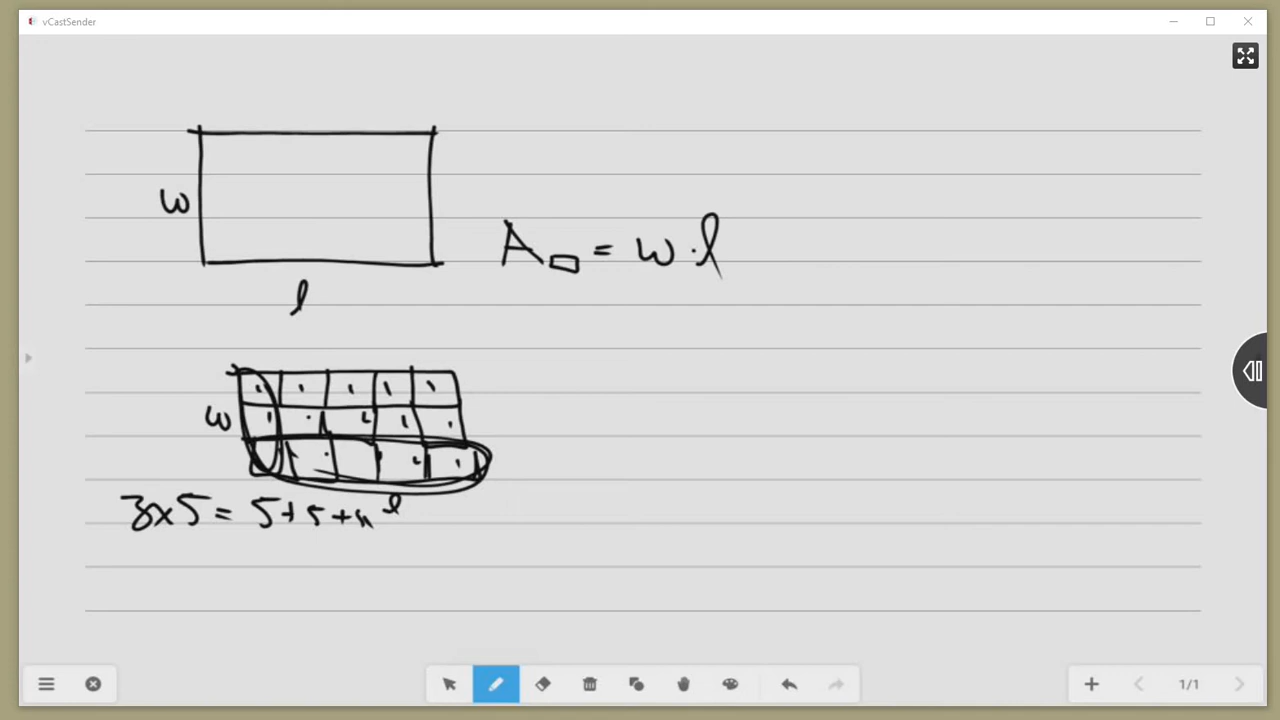 vCastSender
w
A▭ = w·l
l
w
3x5 = 5+5+
l
1/1